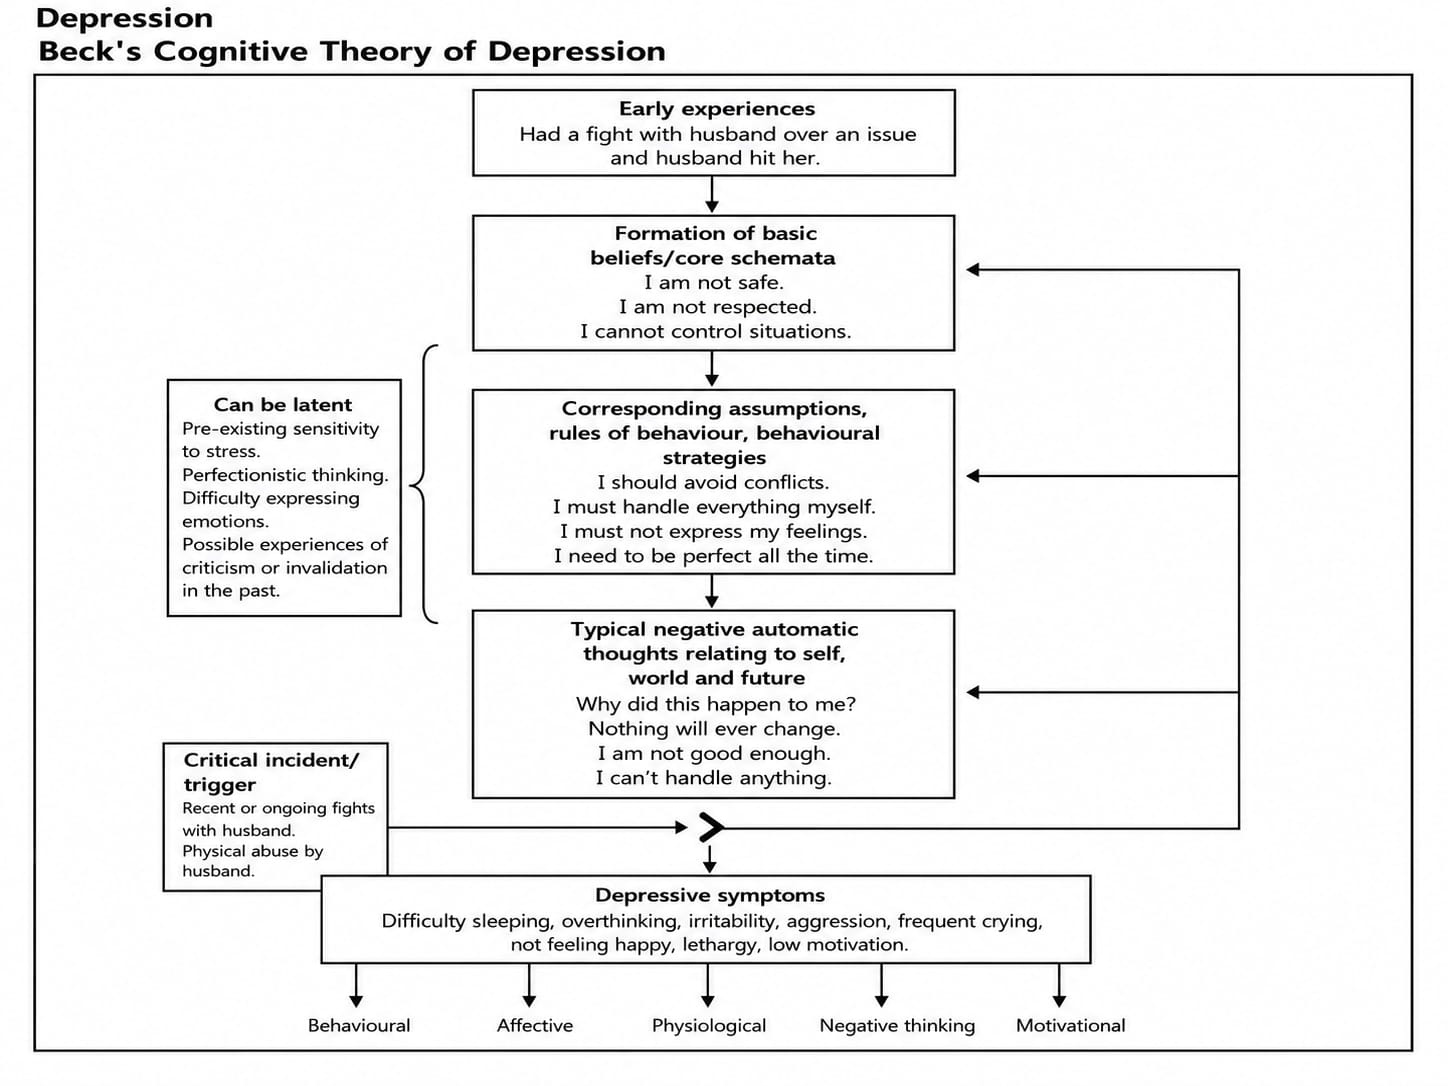 Depression
Beck's Cognitive Theory of Depression
Early experiences
Had a fight with husband over an issue
and husband hit her.
Formation of basic
beliefs/core schemata
I am not safe.
I am not respected.
I cannot control situations.
Can be latent
Pre-existing sensitivity
to stress.
Perfectionistic thinking.
Difficulty expressing
emotions.
Possible experiences of
criticism or invalidation
in the past.
Corresponding assumptions,
rules of behaviour, behavioural
strategies
I should avoid conflicts.
I must handle everything myself.
I must not express my feelings.
I need to be perfect all the time.
Typical negative automatic
thoughts relating to self,
world and future
Why did this happen to me?
Nothing will ever change.
I am not good enough.
I can't handle anything.
Critical incident/
trigger
Recent or ongoing fights
with husband.
Physical abuse by
husband.
Depressive symptoms
Difficulty sleeping, overthinking, irritability, aggression, frequent crying,
not feeling happy, lethargy, low motivation.
Behavioural
Affective
Physiological
Negative thinking
Motivational